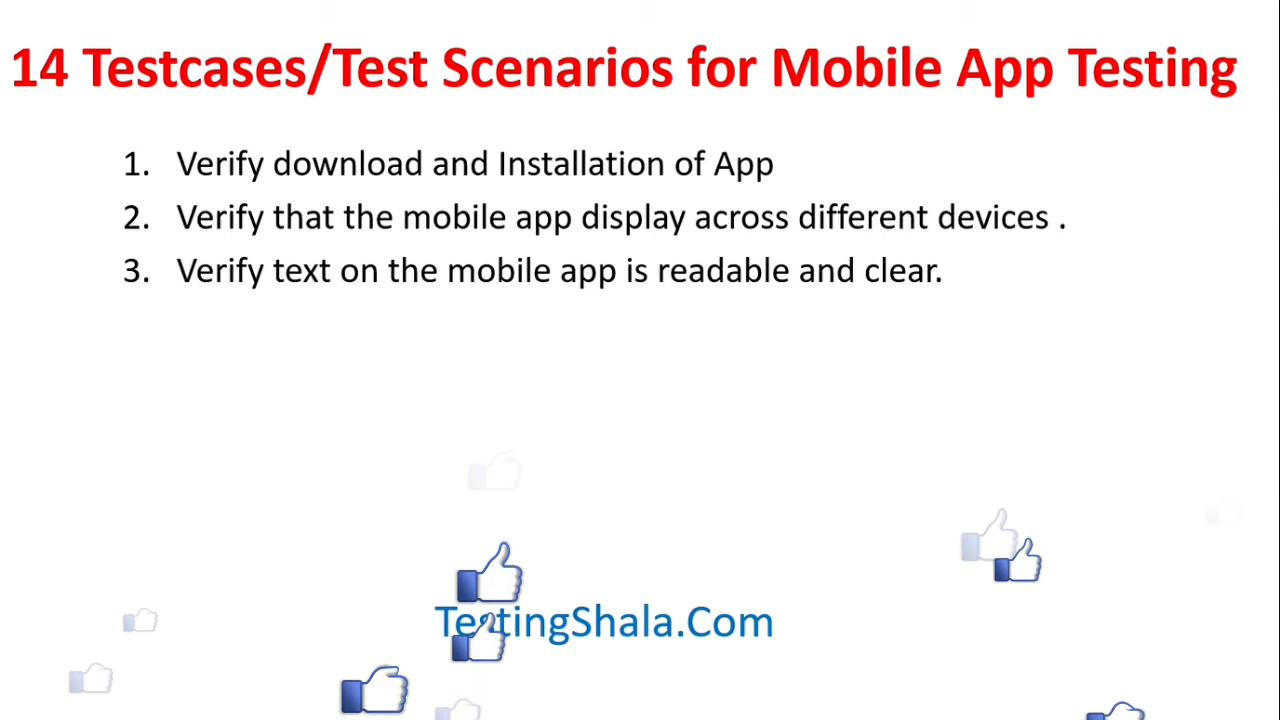 14 Testcases/Test Scenarios for Mobile App Testing
1. Verify download and Installation of App
2. Verify that the mobile app display across different devices .
3. Verify text on the mobile app is readable and clear.
TestingShala.Com